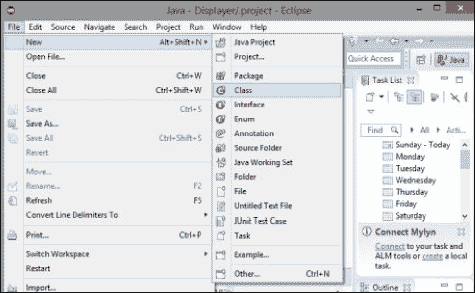 Java - Displayer/.project - Eclipse
File Edit Source Navigate Search Project Run Window Help
New Alt+Shift+N
Open File...
Close Ctrl+W
Close All Ctrl+Shift+W
Save Ctrl+S
Save As...
Save All Ctrl+Shift+S
Revert
Move...
Rename... F2
Refresh F5
Convert Line Delimiters To
Print... Ctrl+P
Switch Workspace
Restart
Import...
Java Project
Project...
Package
Class
Interface
Enum
Annotation
Source Folder
Java Working Set
Folder
File
Untitled Text File
JUnit Test Case
Task
Example...
Other... Ctrl+N
Quick Access
Java
Task List
Find All Acti...
Sunday - Today
Monday
Tuesday
Wednesday
Thursday
Friday
Saturday
Connect Mylyn
Connect to your task and
ALM tools or create a local
task.